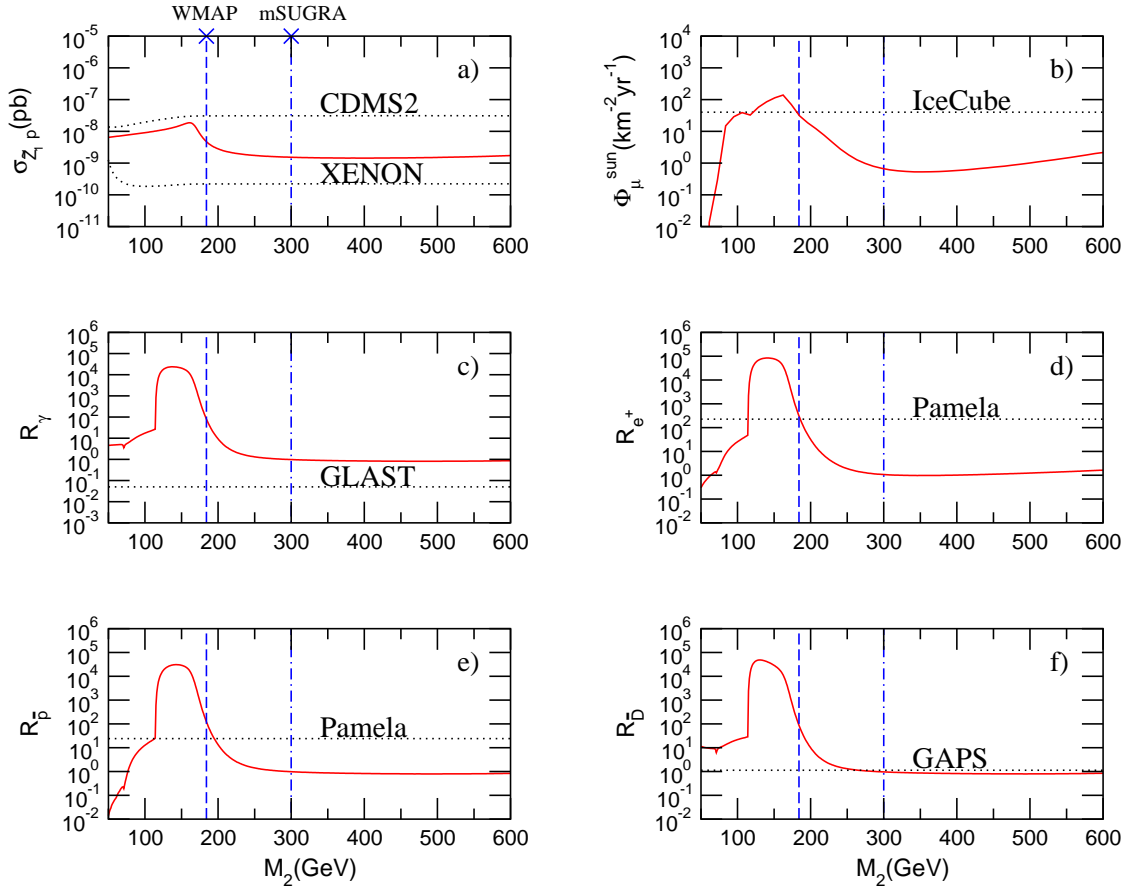 WMAP mSUGRA
10^-5
10^-6
10^-7
10^-8
10^-9
10^-10
10^-11
σ_Z̃₁p(pb)
a)
CDMS2
XENON
100 200 300 400 500 600
10^4
10^2
10^0
10^-1
10^-2
Φ_μ^sun(km^-2yr^-1)
b)
IceCube
100 200 300 400 500 600
10^6
10^5
10^4
10^3
10^2
10^1
10^0
10^-1
10^-2
10^-3
R_γ
c)
GLAST
100 200 300 400 500 600
10^6
10^5
10^4
10^3
10^2
10^1
10^0
10^-1
10^-2
R_e^+
d)
Pamela
100 200 300 400 500 600
10^6
10^5
10^4
10^3
10^2
10^1
10^0
10^-1
10^-2
R_p̄
e)
Pamela
100 200 300 400 500 600
M_2(GeV)
10^6
10^5
10^4
10^3
10^2
10^1
10^0
10^-1
10^-2
R_D̄
f)
GAPS
100 200 300 400 500 600
M_2(GeV)